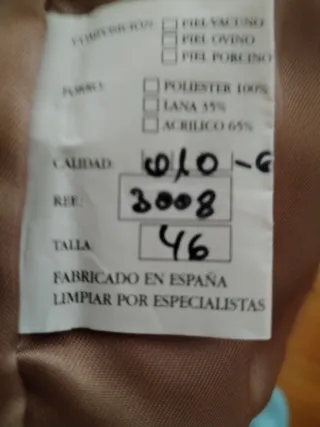 COMPOSICIÓN: ☐ PIEL VACUNO
☐ PIEL OVINO
☐ PIEL PORCINO
FORRO: ☐ POLIESTER 100%
☐ LANA 35%
☐ ACRILICO 65%
CALIDAD:
REF.: 3008
TALLA: 46
FABRICADO EN ESPAÑA
LIMPIAR POR ESPECIALISTAS